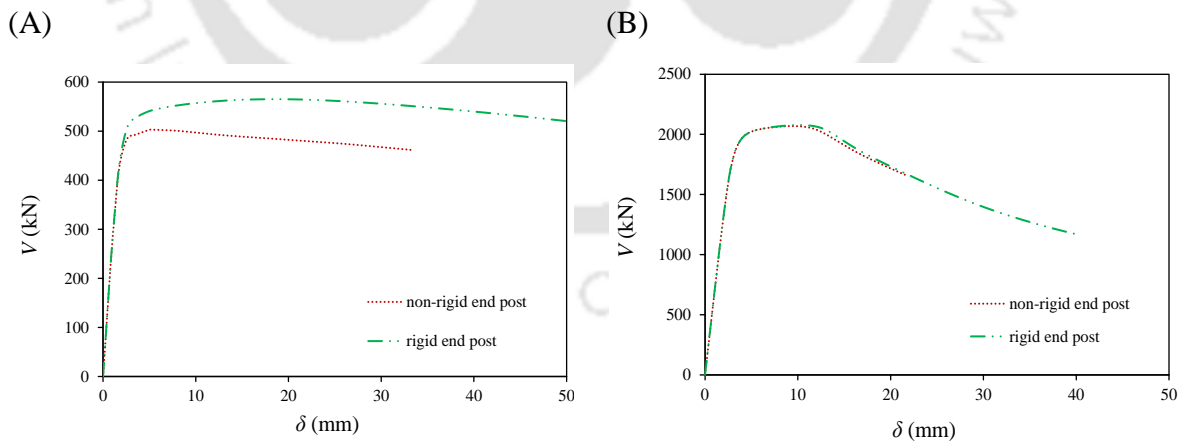 (A)
(B)
600
500
400
300
200
100
0
V (kN)
0 10 20 30 40 50
δ (mm)
non-rigid end post
rigid end post
2500
2000
1500
1000
500
0
V (kN)
0 10 20 30 40 50
δ (mm)
non-rigid end post
rigid end post